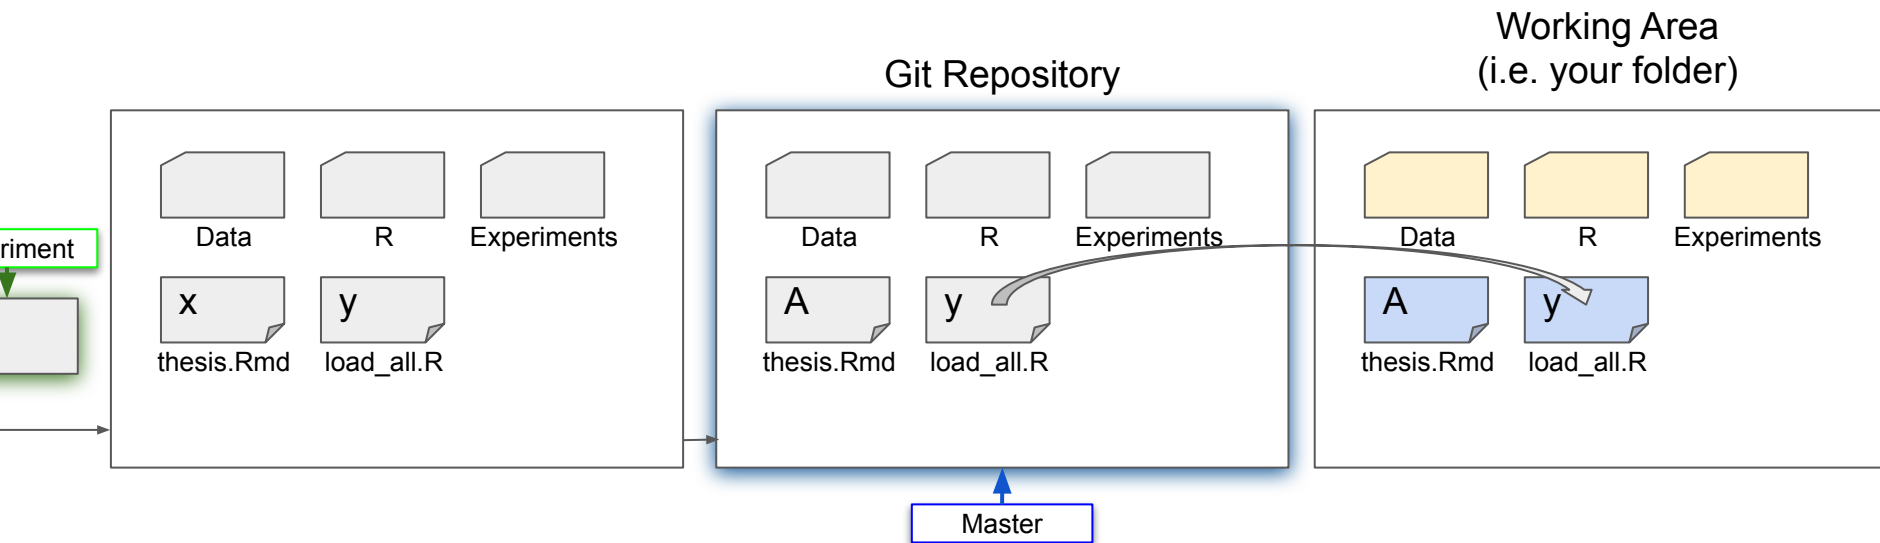 Working Area
(i.e. your folder)
Git Repository
Data
R
Experiments
Data
R
Experiments
Data
R
Experiments
riment
x
y
A
y
A
y
thesis.Rmd
load_all.R
thesis.Rmd
load_all.R
thesis.Rmd
load_all.R
Master